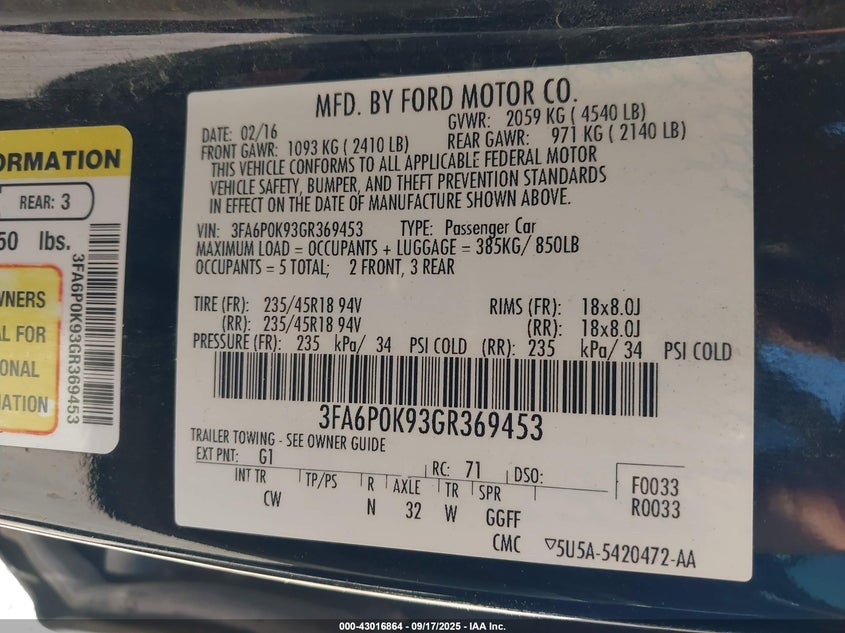 MFD. BY FORD MOTOR CO.
DATE: 02/16 GVWR: 2059 KG ( 4540 LB)
FRONT GAWR: 1093 KG ( 2410 LB) REAR GAWR: 971 KG ( 2140 LB)
THIS VEHICLE CONFORMS TO ALL APPLICABLE FEDERAL MOTOR
VEHICLE SAFETY, BUMPER, AND THEFT PREVENTION STANDARDS
IN EFFECT ON THE DATE OF MANUFACTURE SHOWN ABOVE.
VIN: 3FA6P0K93GR369453 TYPE: Passenger Car
MAXIMUM LOAD = OCCUPANTS + LUGGAGE = 385KG/ 850LB
OCCUPANTS = 5 TOTAL; 2 FRONT, 3 REAR
TIRE (FR): 235/45R18 94V RIMS (FR): 18x8.0J
(RR): 235/45R18 94V (RR): 18x8.0J
PRESSURE (FR): 235 kPa/ 34 PSI COLD (RR): 235 kPa/ 34 PSI COLD
3FA6P0K93GR369453
TRAILER TOWING - SEE OWNER GUIDE
EXT PNT: G1 RC: 71 DSO:
INT TR TP/PS R AXLE TR SPR
CW N 32 W GGFF
CMC
F0033
R0033
▽5U5A-5420472-AA
ORMATION
REAR: 3
50 lbs.
WNERS
AL FOR
ONAL
MATION
3FA6P0K93GR369453
000-43016864 - 09/17/2025 - IAA Inc.